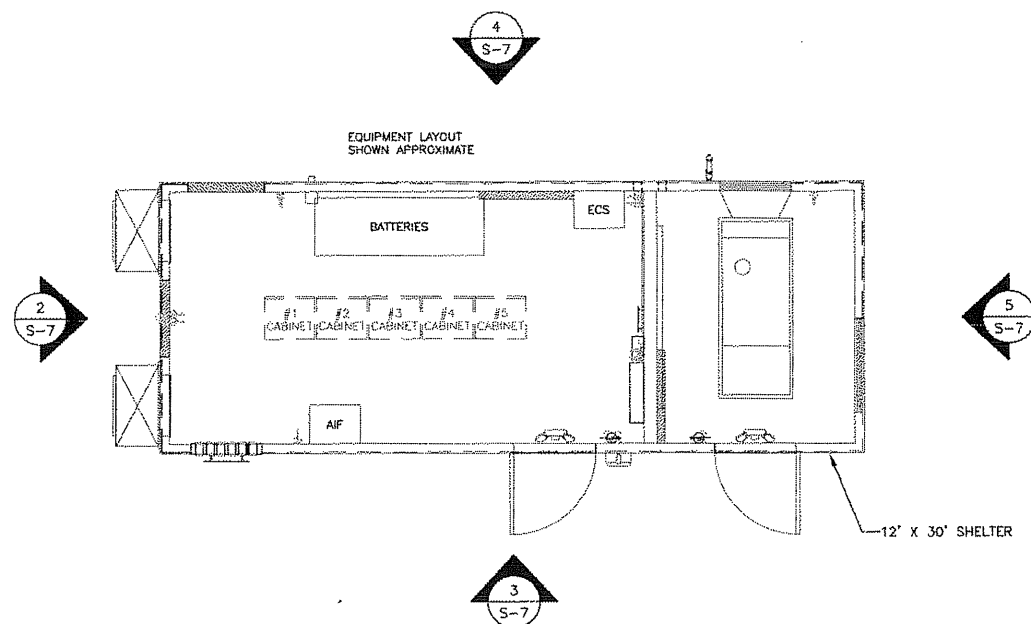 4
S-7
EQUIPMENT LAYOUT
SHOWN APPROXIMATE
BATTERIES
ECS
2
S-7
#1
CABINET
#2
CABINET
#3
CABINET
#4
CABINET
#5
CABINET
5
S-7
AIF
12' X 30' SHELTER
3
S-7